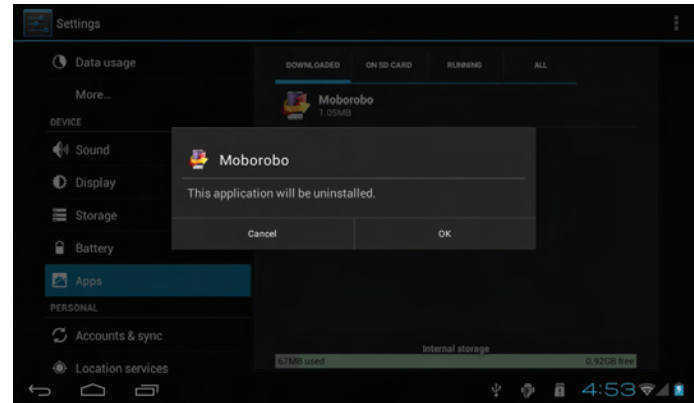 Settings
Data usage
More...
DEVICE
Sound
Display
Storage
Battery
Apps
PERSONAL
Accounts & sync
Location services
DOWNLOADED ON SD CARD RUNNING ALL
Moborobo
1.05MB
Moborobo
This application will be uninstalled.
Cancel OK
Internal storage
67MB used 0.92GB free
4:53